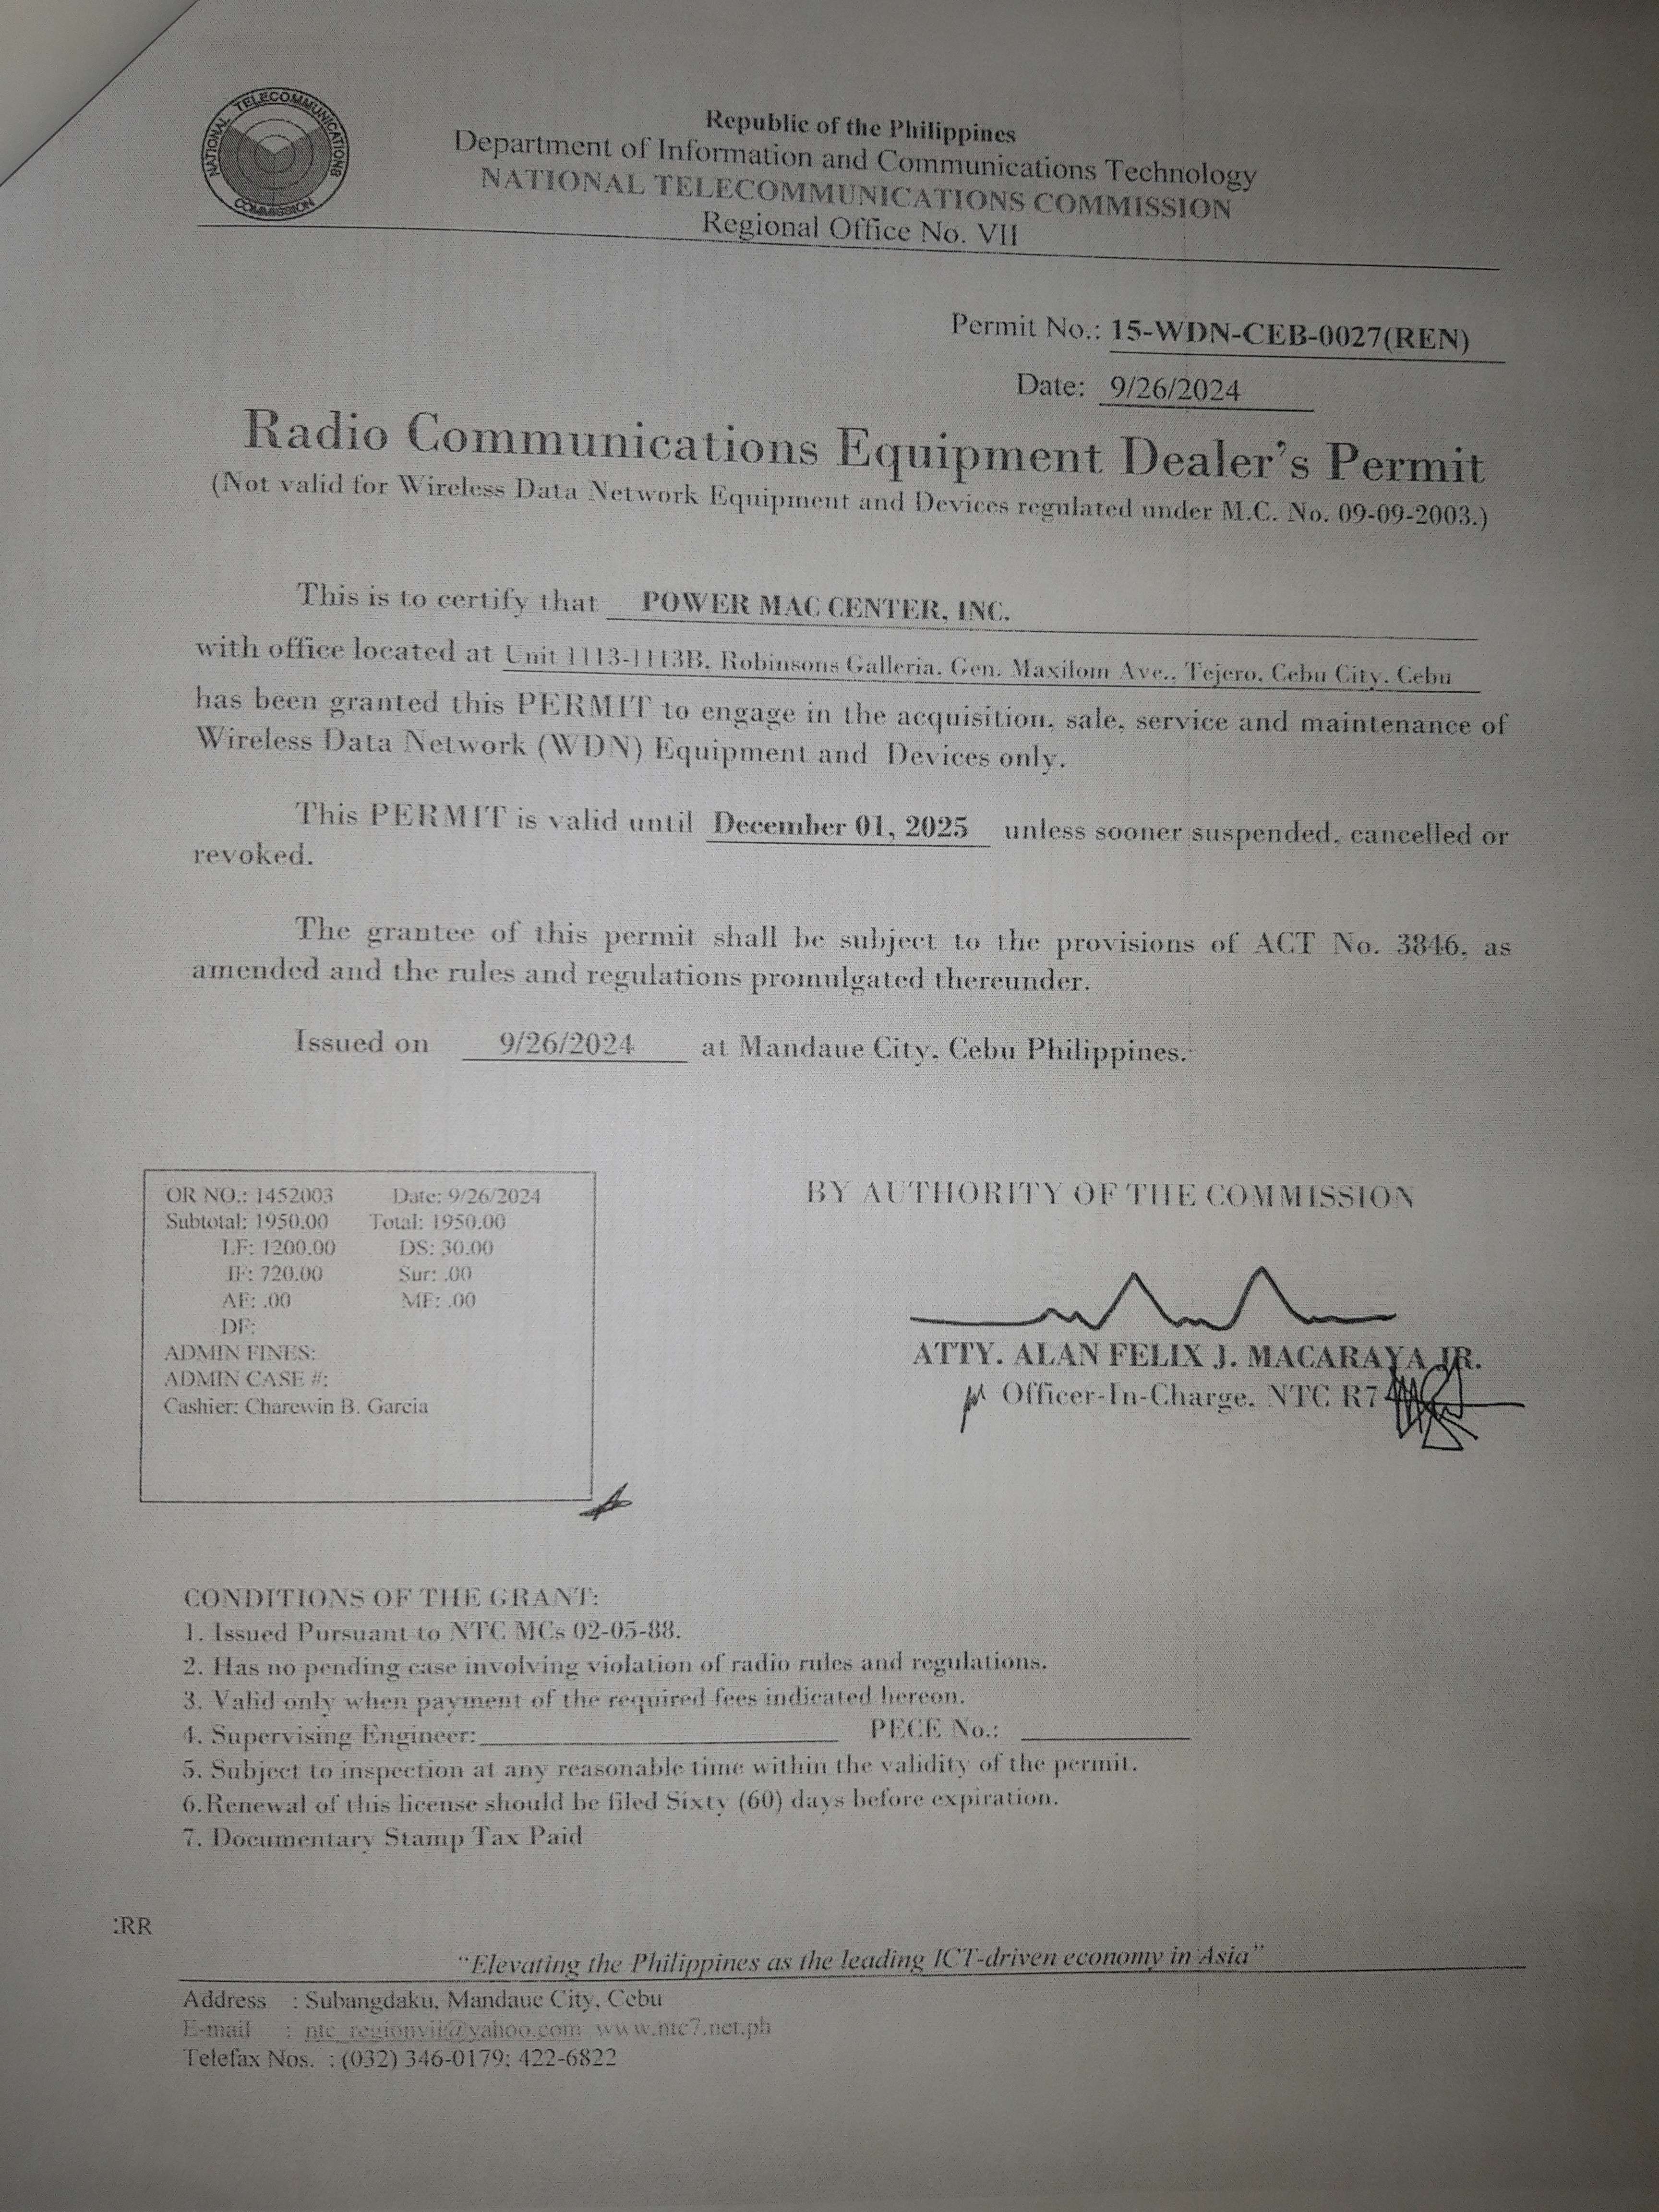 NATIONAL TELECOMMUNICATIONS COMMISSION
Republic of the Philippines
Department of Information and Communications Technology
NATIONAL TELECOMMUNICATIONS COMMISSION
Regional Office No. VII
Permit No.: 15-WDN-CEB-0027(REN)
Date: 9/26/2024
Radio Communications Equipment Dealer's Permit
(Not valid for Wireless Data Network Equipment and Devices regulated under M.C. No. 09-09-2003.)
This is to certify that POWER MAC CENTER, INC.
with office located at Unit 1113-1113B, Robinsons Galleria, Gen. Maxilom Ave., Tejero, Cebu City, Cebu
has been granted this PERMIT to engage in the acquisition, sale, service and maintenance of
Wireless Data Network (WDN) Equipment and Devices only.
This PERMIT is valid until December 01, 2025 unless sooner suspended, cancelled or
revoked.
The grantee of this permit shall be subject to the provisions of ACT No. 3846, as
amended and the rules and regulations promulgated thereunder.
Issued on 9/26/2024 at Mandaue City, Cebu Philippines.
OR NO.: 1452003 Date: 9/26/2024
Subtotal: 1950.00 Total: 1950.00
LF: 1200.00 DS: 30.00
IF: 720.00 Sur: .00
AF: .00 MF: .00
DF:
ADMIN FINES:
ADMIN CASE #:
Cashier: Charewin B. Garcia
BY AUTHORITY OF THE COMMISSION
ATTY. ALAN FELIX J. MACARAYA JR.
Officer-In-Charge, NTC R7
CONDITIONS OF THE GRANT:
1. Issued Pursuant to NTC MCs 02-05-88.
2. Has no pending case involving violation of radio rules and regulations.
3. Valid only when payment of the required fees indicated hereon.
4. Supervising Engineer: PECE No.:
5. Subject to inspection at any reasonable time within the validity of the permit.
6.Renewal of this license should be filed Sixty (60) days before expiration.
7. Documentary Stamp Tax Paid
:RR
"Elevating the Philippines as the leading ICT-driven economy in Asia"
Address : Subangdaku, Mandaue City, Cebu
E-mail : ntc_regionvii@yahoo.com www.ntc7.net.ph
Telefax Nos. : (032) 346-0179; 422-6822